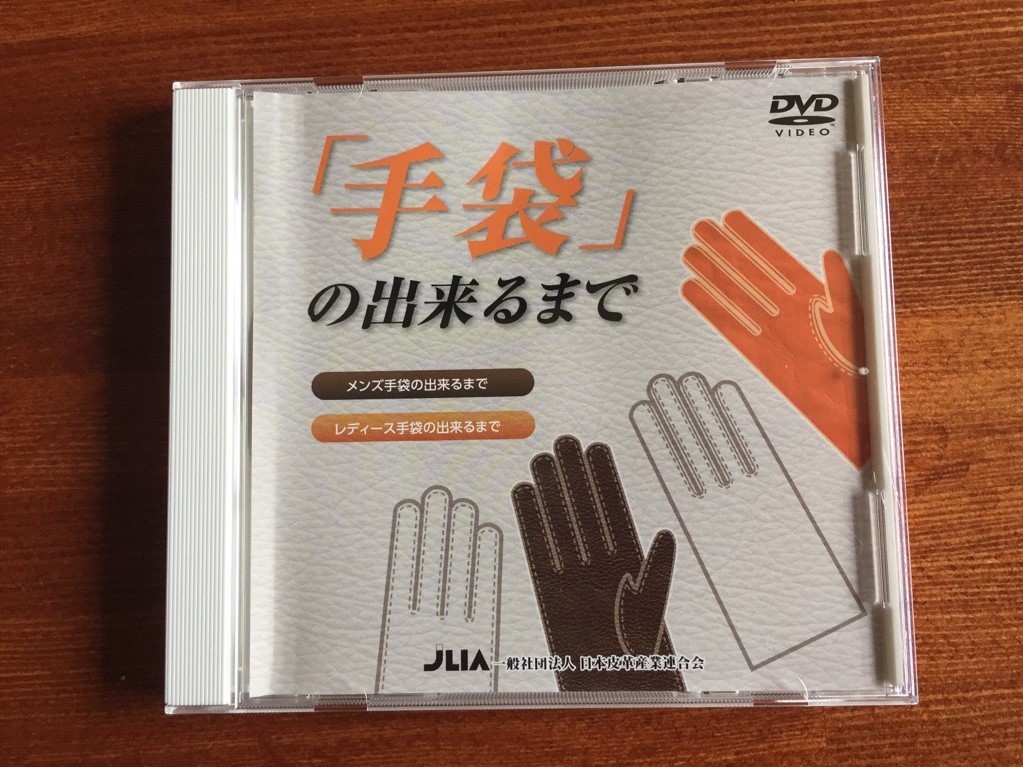 DVD
VIDEO
「手袋」
の出来るまで
メンズ手袋の出来るまで
レディース手袋の出来るまで
JLIA 一般社団法人 日本皮革産業連合会